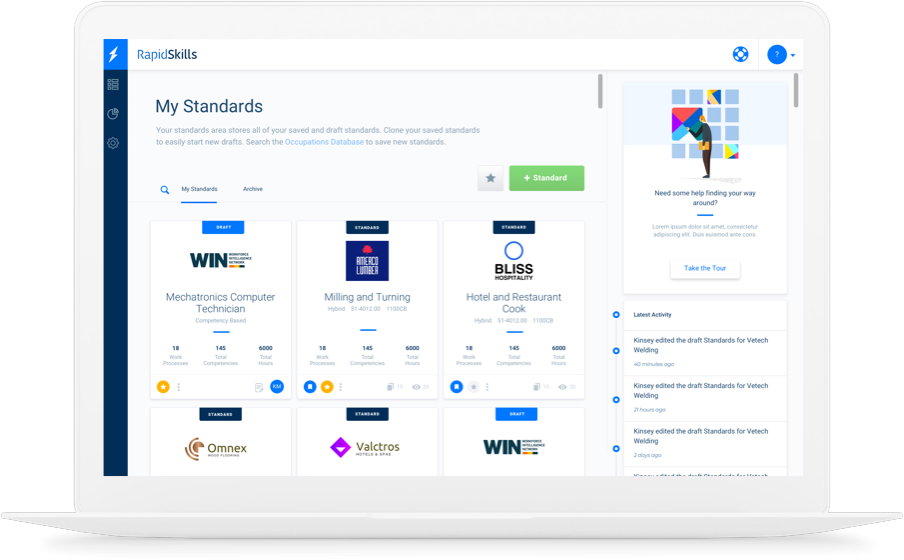 RapidSkills
?
My Standards
Your standards area stores all of your saved and draft standards. Clone your saved standards
to easily start new drafts. Search the Occupations Database to save new standards.
+ Standard
My Standards
Archive
DRAFT
WIN WORKFORCE INTELLIGENCE NETWORK
Mechatronics Computer
Technician
Competency Based
18 145 6000
Work Processes Total Competencies Total Hours
KM
STANDARD
AMERCO LUMBER
Milling and Turning
Hybrid 51-4012.00 1100CB
18 145 6000
Work Processes Total Competencies Total Hours
15 20
STANDARD
BLISS
HOSPITALITY
Hotel and Restaurant
Cook
Hybrid 51-4012.00 1100CB
18 145 6000
Work Processes Total Competencies Total Hours
18 20
STANDARD
Omnex
WOOD FLOORING
STANDARD
Valctros
HOTELS & SPAS
DRAFT
WIN WORKFORCE INTELLIGENCE NETWORK
Need some help finding your way
around?
Lorem ipsum dolor sit amet, consectetur
adipiscing elit. Duis euiemod ante cons.
Take the Tour
Latest Activity
Kinsey edited the draft Standards for Vetech
Welding
40 minutes ago
Kinsey edited the draft Standards for Vetech
Welding
21 hours ago
Kinsey edited the draft Standards for Vetech
Welding
2 days ago
Kinsey edited the draft Standards for Vetech